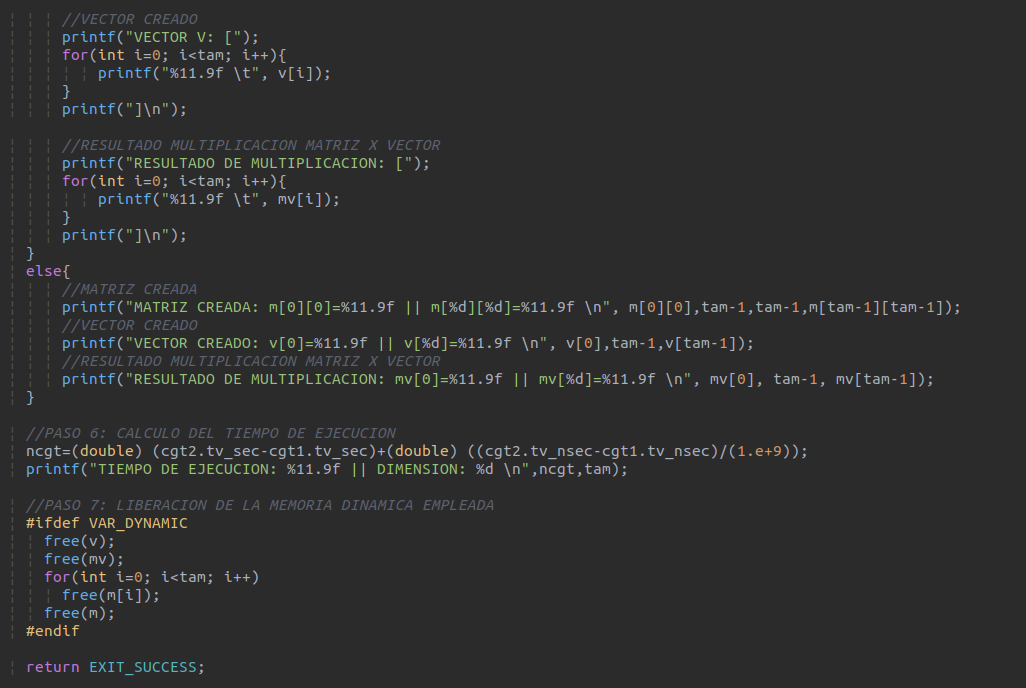 //VECTOR CREADO
printf("VECTOR V: [");
for(int i=0; i<tam; i++){
printf("%11.9f \t", v[i]);
}
printf("]\n");
//RESULTADO MULTIPLICACION MATRIZ X VECTOR
printf("RESULTADO DE MULTIPLICACION: [");
for(int i=0; i<tam; i++){
printf("%11.9f \t", mv[i]);
}
printf("]\n");
}
else{
//MATRIZ CREADA
printf("MATRIZ CREADA: m[0][0]=%11.9f || m[%d][%d]=%11.9f \n", m[0][0],tam-1,tam-1,m[tam-1][tam-1]);
//VECTOR CREADO
printf("VECTOR CREADO: v[0]=%11.9f || v[%d]=%11.9f \n", v[0],tam-1,v[tam-1]);
//RESULTADO MULTIPLICACION MATRIZ X VECTOR
printf("RESULTADO DE MULTIPLICACION: mv[0]=%11.9f || mv[%d]=%11.9f \n", mv[0], tam-1, mv[tam-1]);
}
//PASO 6: CALCULO DEL TIEMPO DE EJECUCION
ncgt=(double) (cgt2.tv_sec-cgt1.tv_sec)+(double) ((cgt2.tv_nsec-cgt1.tv_nsec)/(1.e+9));
printf("TIEMPO DE EJECUCION: %11.9f || DIMENSION: %d \n",ncgt,tam);
//PASO 7: LIBERACION DE LA MEMORIA DINAMICA EMPLEADA
#ifdef VAR_DYNAMIC
free(v);
free(mv);
for(int i=0; i<tam; i++)
free(m[i]);
free(m);
#endif
return EXIT_SUCCESS;